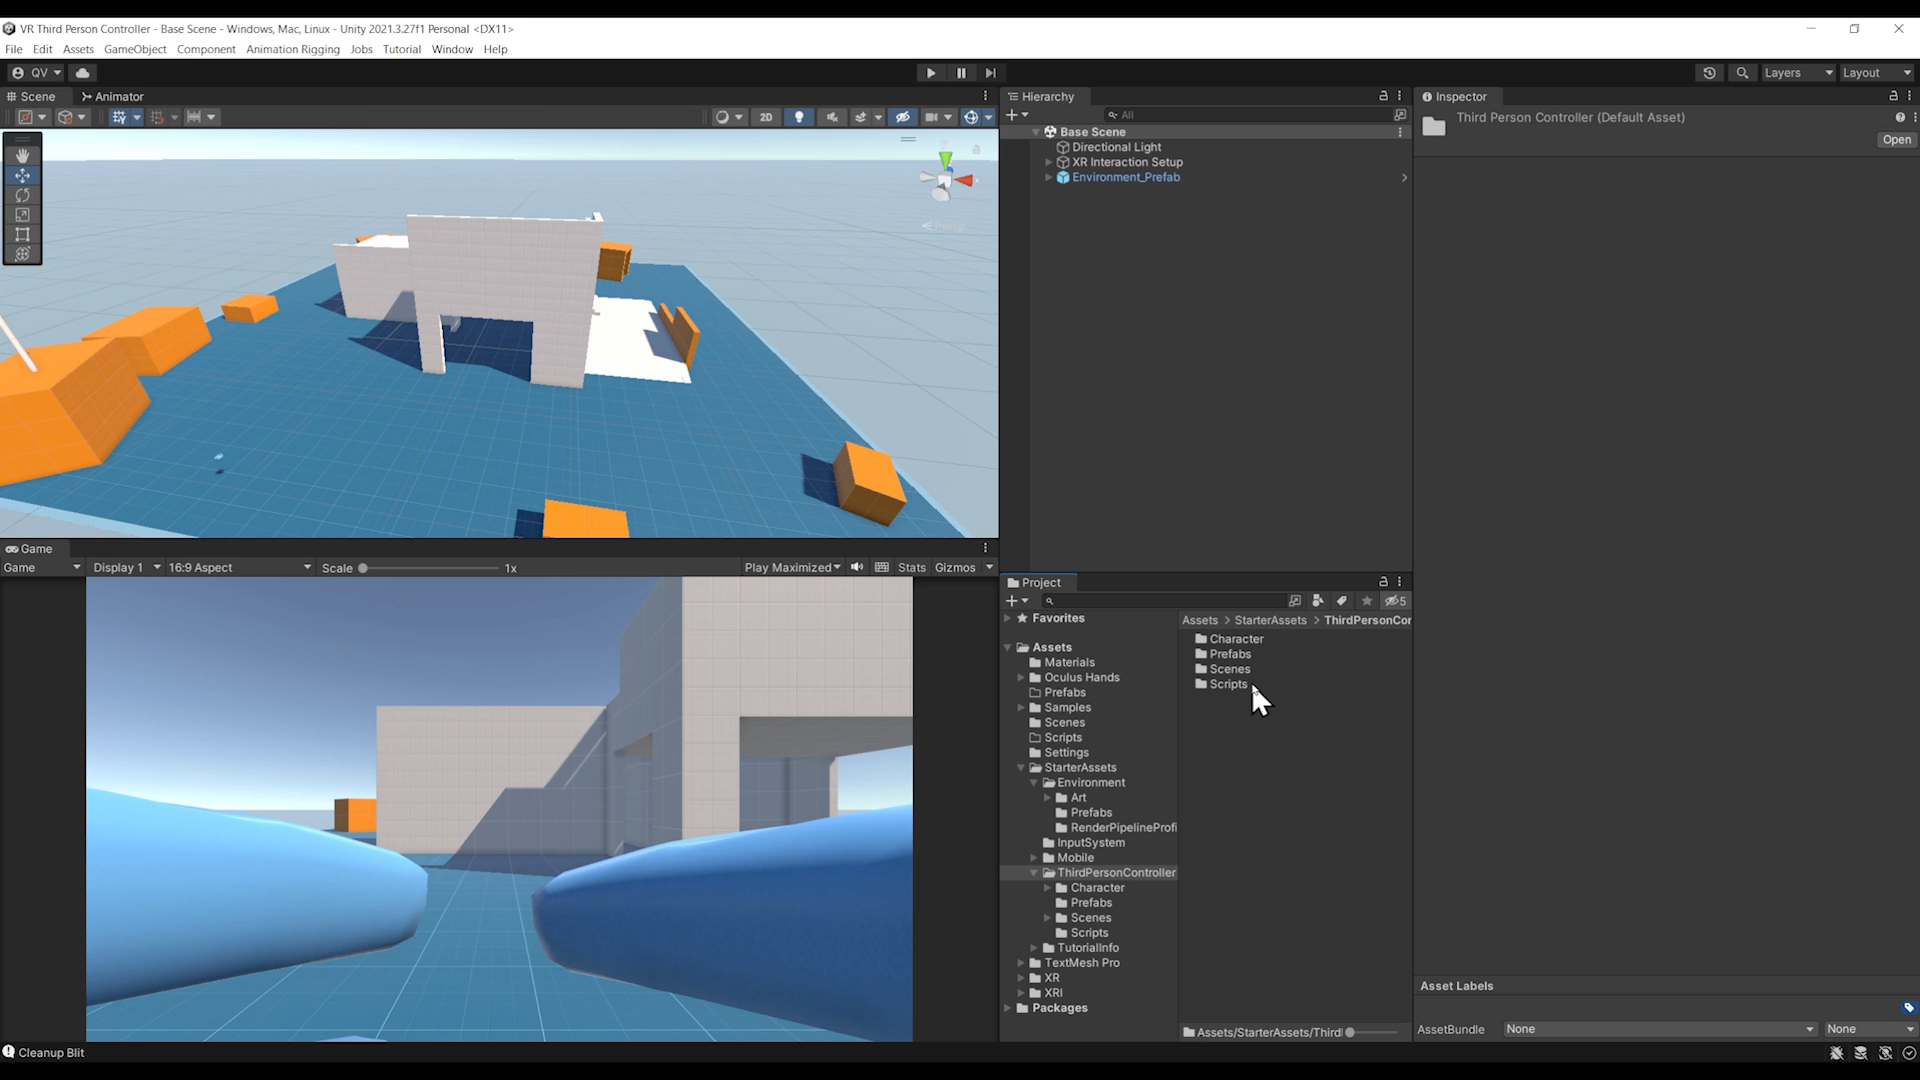 VR Third Person Controller - Base Scene - Windows, Mac, Linux - Unity 2021.3.27f1 Personal <DX11>
File Edit Assets GameObject Component Animation Rigging Jobs Tutorial Window Help
QV
Layers
Layout
Scene
Animator
2D
Persp
Game
Game
Display 1
16:9 Aspect
Scale
1x
Play Maximized
Stats
Gizmos
Hierarchy
All
Base Scene
Directional Light
XR Interaction Setup
Environment_Prefab
Project
5
Favorites
Assets
Materials
Oculus Hands
Prefabs
Samples
Scenes
Scripts
Settings
StarterAssets
Environment
Art
Prefabs
RenderPipelineProfi
InputSystem
Mobile
ThirdPersonController
Character
Prefabs
Scenes
Scripts
TutorialInfo
TextMesh Pro
XR
XRI
Packages
Assets > StarterAssets > ThirdPersonCor
Character
Prefabs
Scenes
Scripts
Assets/StarterAssets/Third
Inspector
Third Person Controller (Default Asset)
Open
Asset Labels
AssetBundle
None
None
Cleanup Blit